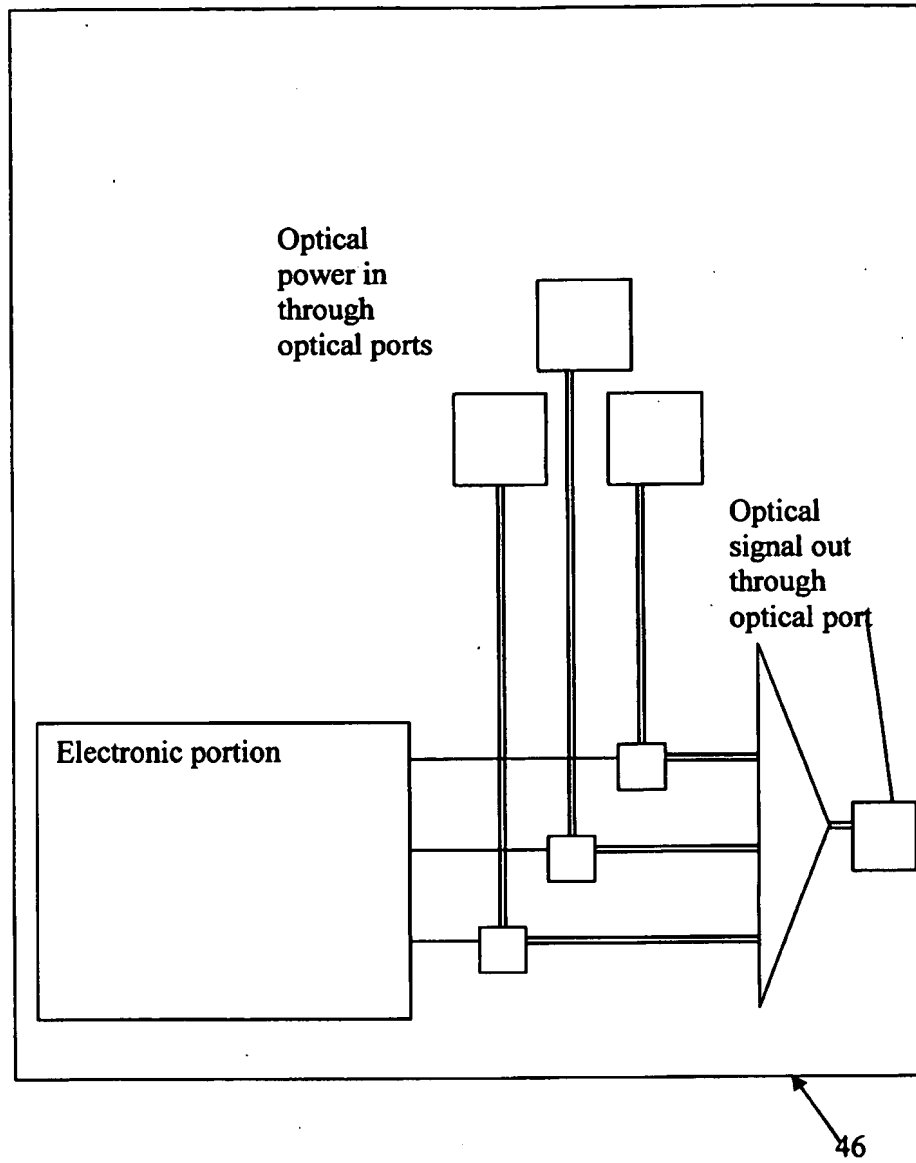 Optical
power in
through
optical ports
Optical
signal out
through
optical port
Electronic portion
46